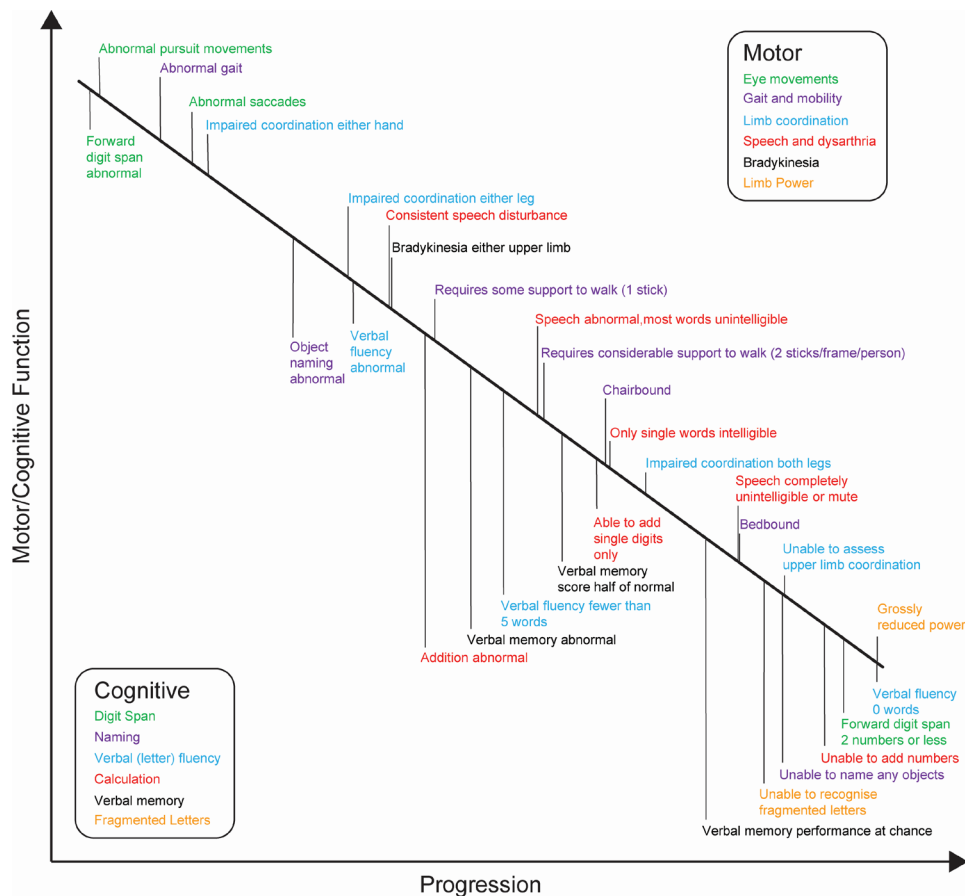 Abnormal pursuit movements
Abnormal gait
Abnormal saccades
Impaired coordination either hand
Forward
digit span
abnormal
Motor
Eye movements
Gait and mobility
Limb coordination
Speech and dysarthria
Bradykinesia
Limb Power
Impaired coordination either leg
Consistent speech disturbance
Bradykinesia either upper limb
Requires some support to walk (1 stick)
Speech abnormal,most words unintelligible
Requires considerable support to walk (2 sticks/frame/person)
Object
naming
abnormal
Verbal
fluency
abnormal
Chairbound
Only single words intelligible
Impaired coordination both legs
Speech completely
unintelligible or mute
Bedbound
Unable to assess
upper limb coordination
Grossly
reduced power
Able to add
single digits
only
Verbal memory
score half of normal
Verbal fluency fewer than
5 words
Verbal memory abnormal
Addition abnormal
Verbal fluency
0 words
Forward digit span
2 numbers or less
Unable to add numbers
Unable to name any objects
Unable to recognise
fragmented letters
Verbal memory performance at chance
Cognitive
Digit Span
Naming
Verbal (letter) fluency
Calculation
Verbal memory
Fragmented Letters
Motor/Cognitive Function
Progression